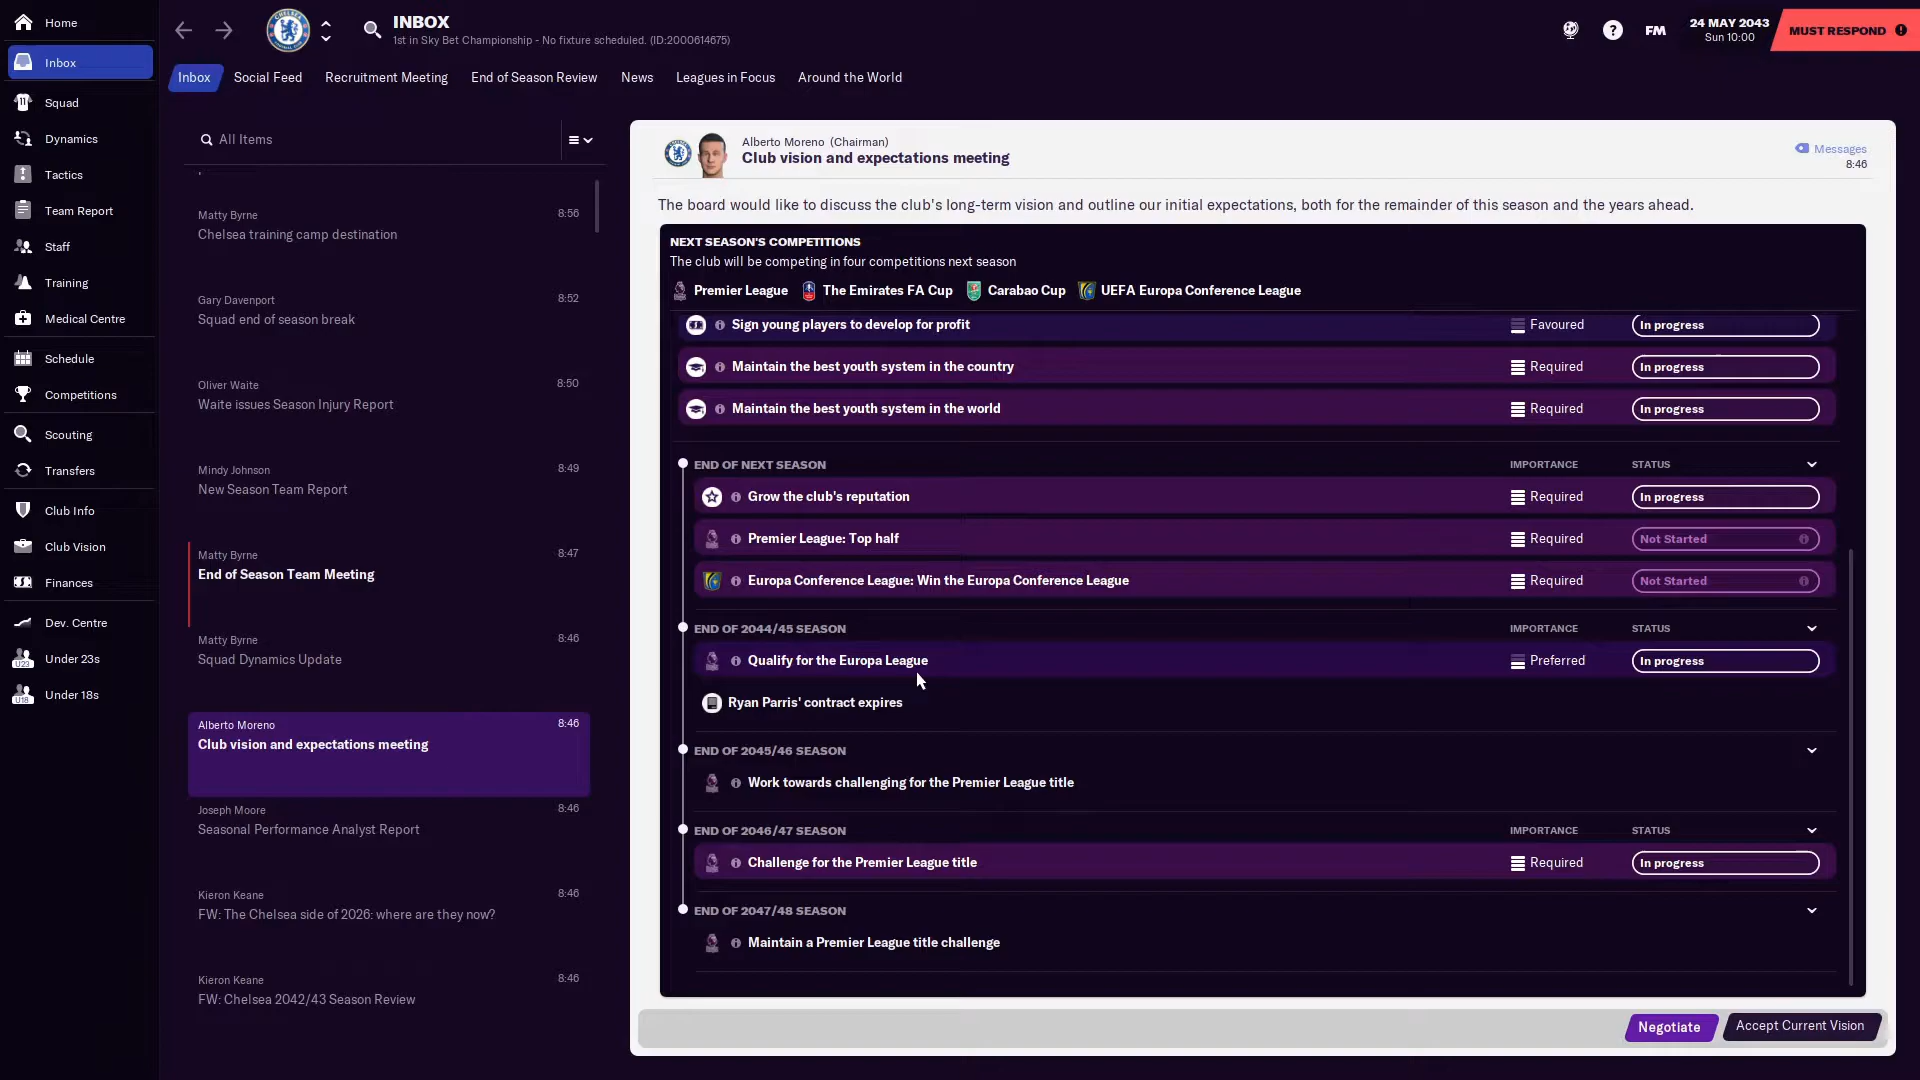 Home
Inbox
Squad
Dynamics
Tactics
Team Report
Staff
Training
Medical Centre
Schedule
Competitions
Scouting
Transfers
Club Info
Club Vision
Finances
Dev. Centre
U23
Under 23s
U18
Under 18s
INBOX
1st in Sky Bet Championship - No fixture scheduled. (ID:2000614675)
FM
24 MAY 2043
Sun 10:00
MUST RESPOND
Inbox
Social Feed
Recruitment Meeting
End of Season Review
News
Leagues in Focus
Around the World
All Items
Matty Byrne 8:56
Chelsea training camp destination
Gary Davenport 8:52
Squad end of season break
Oliver Waite 8:50
Waite issues Season Injury Report
Mindy Johnson 8:49
New Season Team Report
Matty Byrne 8:47
End of Season Team Meeting
Matty Byrne 8:46
Squad Dynamics Update
Alberto Moreno 8:46
Club vision and expectations meeting
Joseph Moore 8:46
Seasonal Performance Analyst Report
Kieron Keane 8:46
FW: The Chelsea side of 2026: where are they now?
Kieron Keane 8:46
FW: Chelsea 2042/43 Season Review
Alberto Moreno (Chairman)
Club vision and expectations meeting
Messages
8:46
The board would like to discuss the club's long-term vision and outline our initial expectations, both for the remainder of this season and the years ahead.
NEXT SEASON'S COMPETITIONS
The club will be competing in four competitions next season
Premier League The Emirates FA Cup Carabao Cup UEFA Europa Conference League
Sign young players to develop for profit Favoured In progress
Maintain the best youth system in the country Required In progress
Maintain the best youth system in the world Required In progress
END OF NEXT SEASON IMPORTANCE STATUS
Grow the club's reputation Required In progress
Premier League: Top half Required Not Started
Europa Conference League: Win the Europa Conference League Required Not Started
END OF 2044/45 SEASON IMPORTANCE STATUS
Qualify for the Europa League Preferred In progress
Ryan Parris' contract expires
END OF 2045/46 SEASON
Work towards challenging for the Premier League title
END OF 2046/47 SEASON IMPORTANCE STATUS
Challenge for the Premier League title Required In progress
END OF 2047/48 SEASON
Maintain a Premier League title challenge
Negotiate
Accept Current Vision